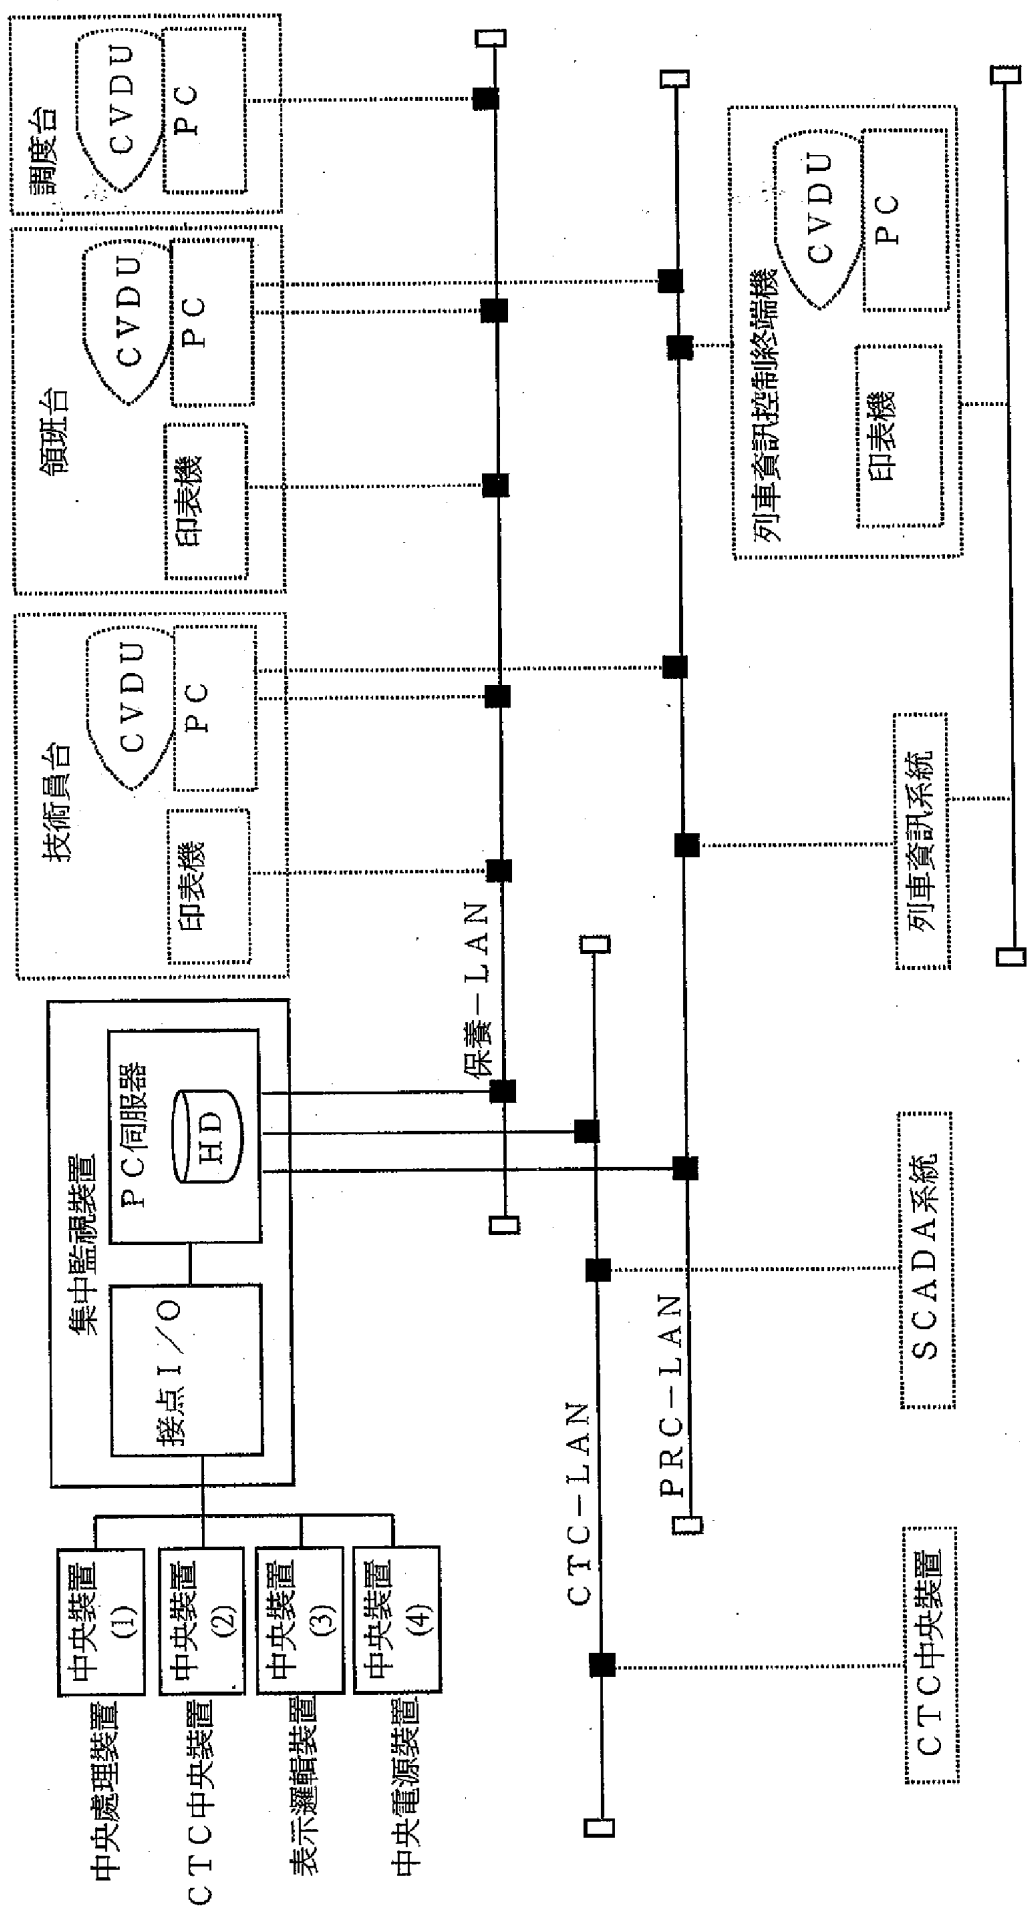 中央處理裝置
中央裝置
(1)
CTC中央裝置
中央裝置
(2)
表示邏輯裝置
中央裝置
(3)
中央電源裝置
中央裝置
(4)
集中監視裝置
接点I/O
PC伺服器
HD
技術員台
印表機
CVDU
PC
領班台
印表機
CVDU
PC
調度台
CVDU
PC
保養-LAN
CTC-LAN
PRC-LAN
CTC中央裝置
SCADA系統
列車資訊系統
列車資訊控制終端機
印表機
CVDU
PC